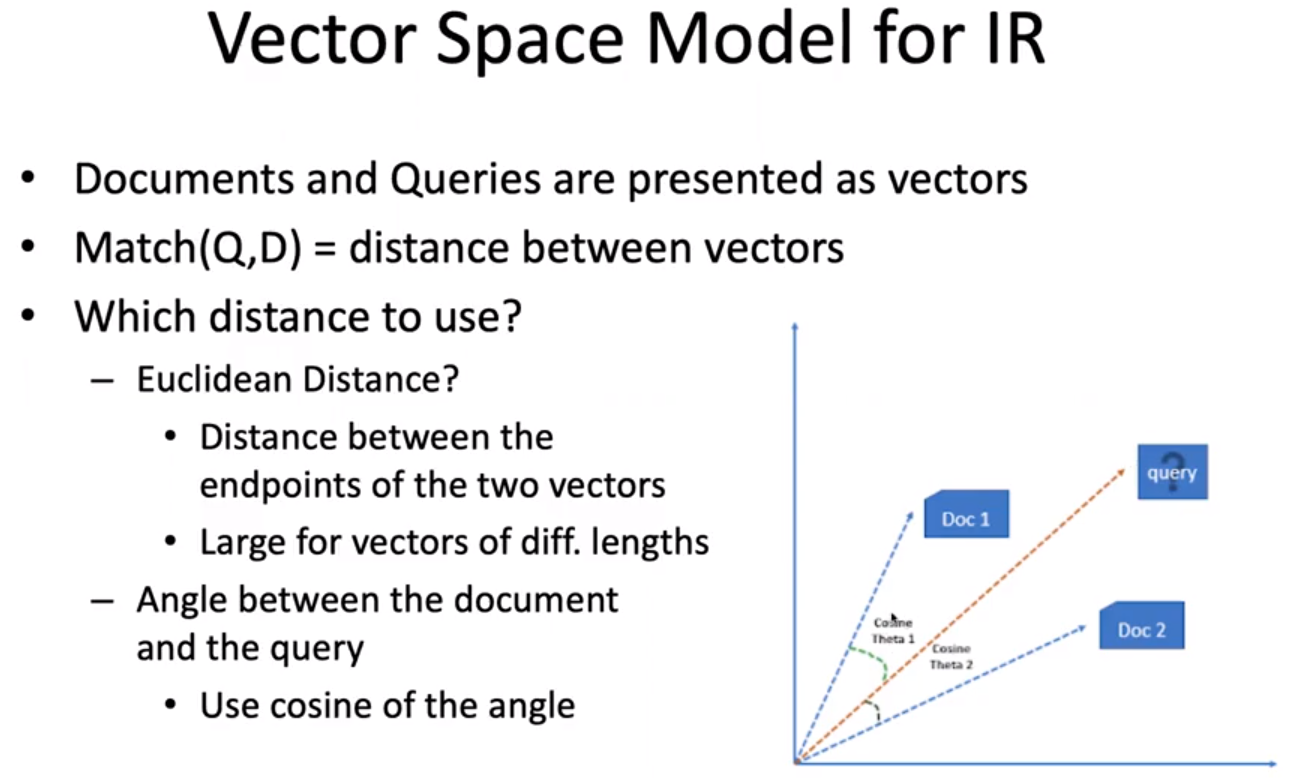 Vector Space Model for IR
• Documents and Queries are presented as vectors
• Match(Q,D) = distance between vectors
• Which distance to use?
– Euclidean Distance?
• Distance between the
endpoints of the two vectors
• Large for vectors of diff. lengths
– Angle between the document
and the query
• Use cosine of the angle
?
query
Doc 1
Cosine
Theta 1
Cosine
Theta 2
Doc 2